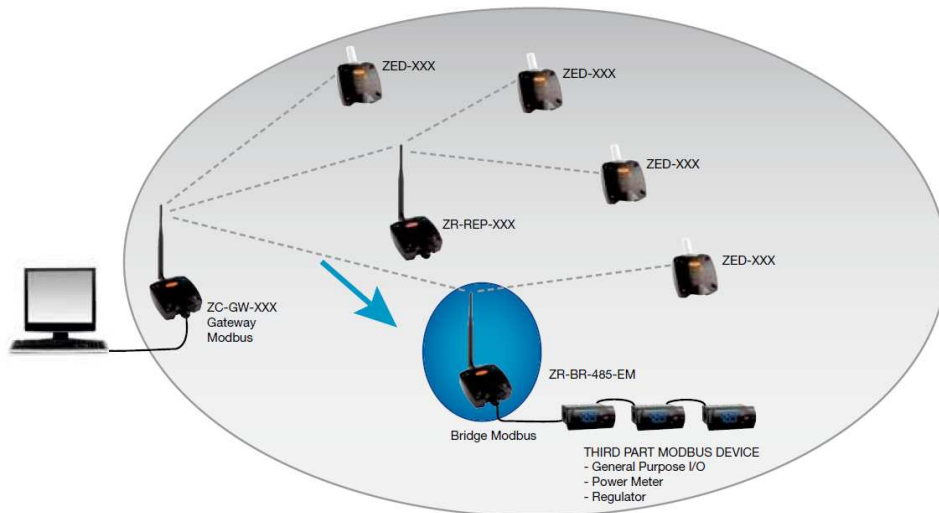 ZED-XXX
ZED-XXX
ZED-XXX
ZR-REP-XXX
ZED-XXX
ZC-GW-XXX
Gateway
Modbus
ZR-BR-485-EM
Bridge Modbus
THIRD PART MODBUS DEVICE
- General Purpose I/O
- Power Meter
- Regulator